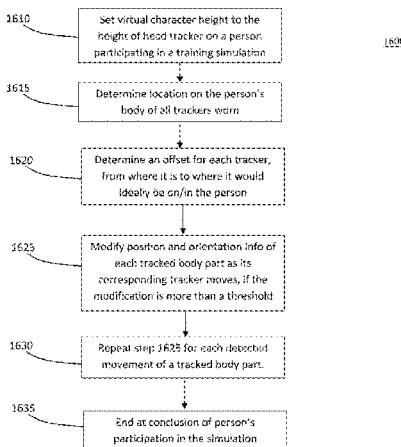 1610
Set virtual character height to the
height of head tracker on a person
participating in a training simulation
1600
1615
Determine location on the person's
body of all trackers worn
1620
Determine an offset for each tracker,
from where it is to where it would
ideally be on/in the person
1625
Modify position and orientation info of
each tracked body part as its
corresponding tracker moves, if the
modification is more than a threshold
1630
Repeat step 1625 for each detected
movement of a tracked body part.
1635
End at conclusion of person's
participation in the simulation